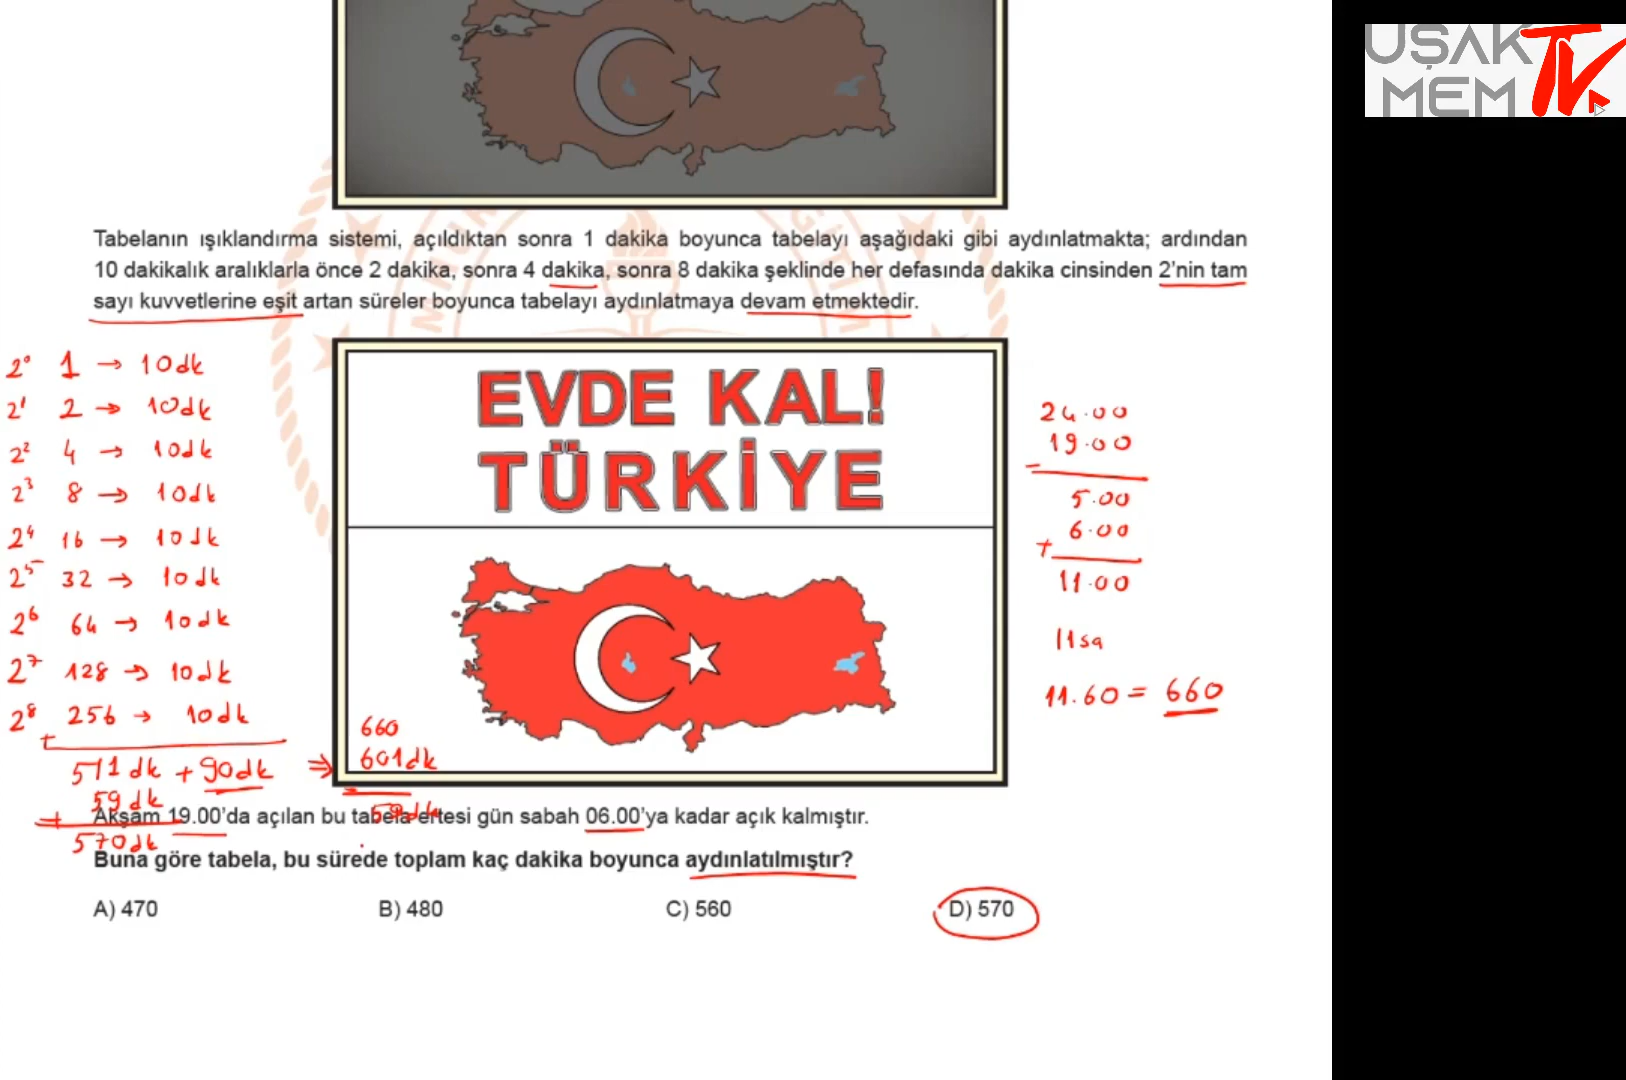 UŞAK
MEM TV
Tabelanın ışıklandırma sistemi, açıldıktan sonra 1 dakika boyunca tabelayı aşağıdaki gibi aydınlatmakta; ardından
10 dakikalık aralıklarla önce 2 dakika, sonra 4 dakika, sonra 8 dakika şeklinde her defasında dakika cinsinden 2'nin tam
sayı kuvvetlerine eşit artan süreler boyunca tabelayı aydınlatmaya devam etmektedir.
2⁰ 1 → 10dk
2¹ 2 → 10dk
2² 4 → 10dk
2³ 8 → 10dk
2⁴ 16 → 10dk
2⁵ 32 → 10dk
2⁶ 64 → 10dk
2⁷ 128 → 10dk
2⁸ 256 → 10dk
+
511 dk + 90dk ⇒
59dk
+
570dk
EVDE KAL!
TÜRKİYE
660
601dk
59dk
24.00
19.00
-
5.00
6.00
+
11.00
11sa
11.60 = 660
Akşam 19.00'da açılan bu tabela ertesi gün sabah 06.00'ya kadar açık kalmıştır.
Buna göre tabela, bu sürede toplam kaç dakika boyunca aydınlatılmıştır?
A) 470 B) 480 C) 560 D) 570